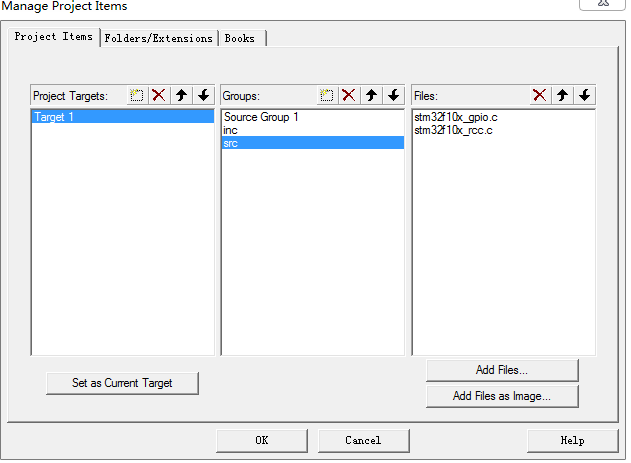 Manage Project Items
Project Items Folders/Extensions Books
Project Targets: Groups: Files:
Target 1 Source Group 1 stm32f10x_gpio.c
inc stm32f10x_rcc.c
src
Add Files...
Set as Current Target
Add Files as Image...
OK Cancel Help